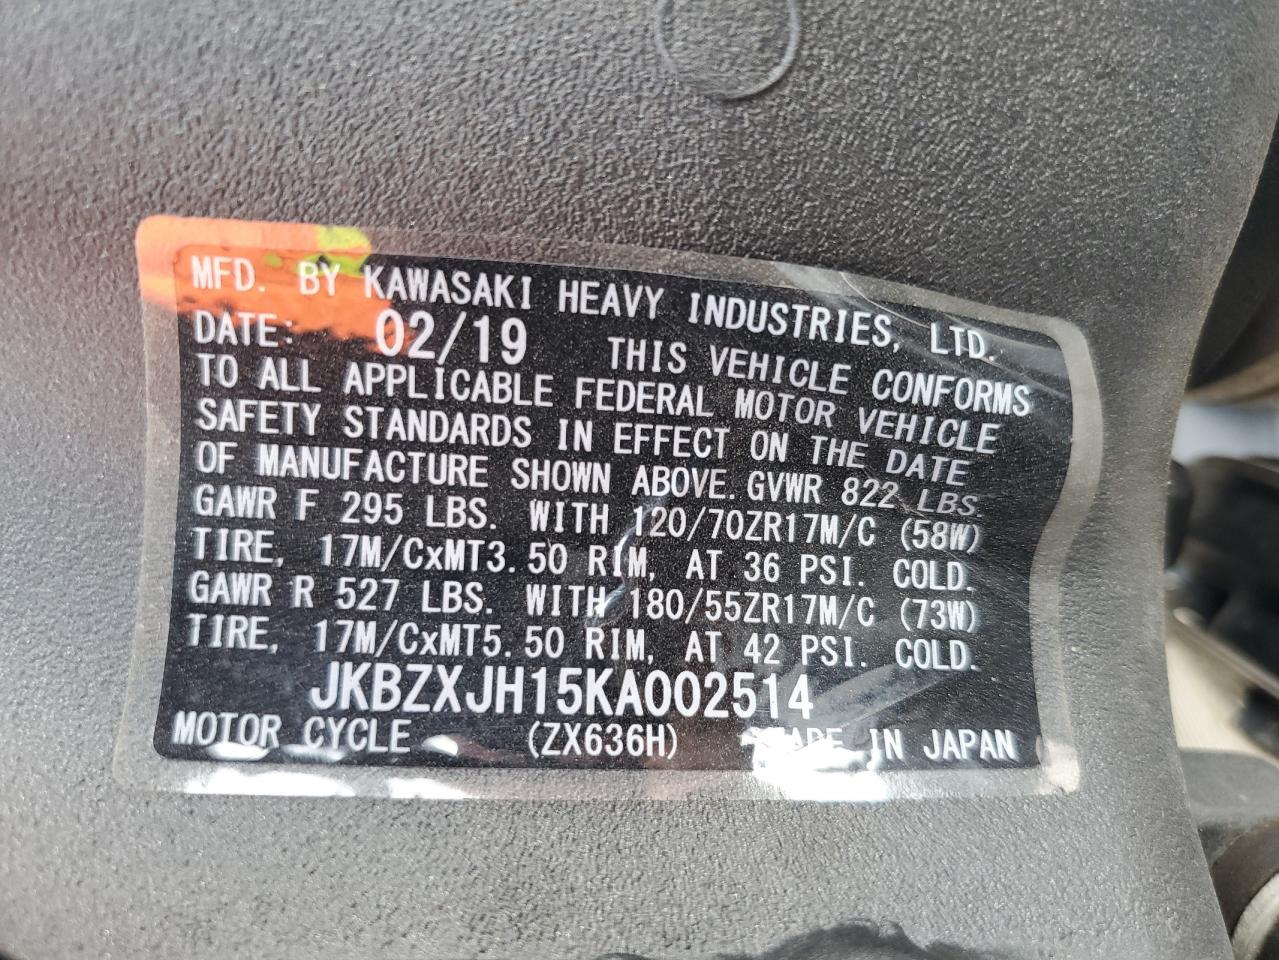 MFD. BY KAWASAKI HEAVY INDUSTRIES, LTD.
DATE: 02/19 THIS VEHICLE CONFORMS
TO ALL APPLICABLE FEDERAL MOTOR VEHICLE
SAFETY STANDARDS IN EFFECT ON THE DATE
OF MANUFACTURE SHOWN ABOVE. GVWR 822 LBS.
GAWR F 295 LBS. WITH 120/70ZR17M/C (58W)
TIRE, 17M/CxMT3.50 RIM, AT 36 PSI. COLD.
GAWR R 527 LBS. WITH 180/55ZR17M/C (73W)
TIRE, 17M/CxMT5.50 RIM, AT 42 PSI. COLD.
JKBZXJH15KA002514
MOTOR CYCLE (ZX636H) MADE IN JAPAN